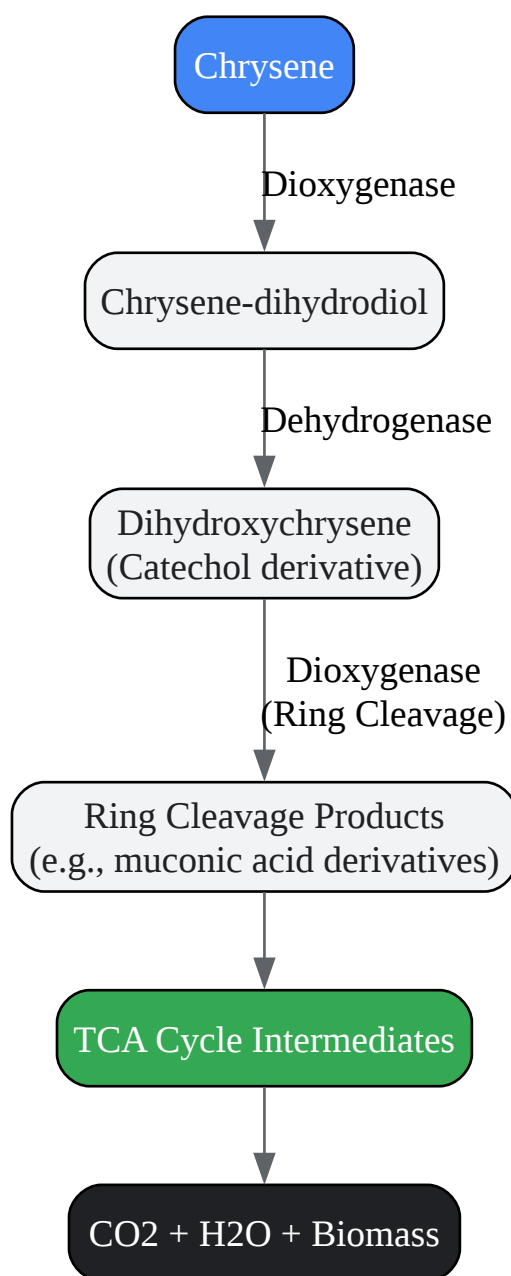 Chrysene
Dioxygenase
Chrysene-dihydrodiol
Dehydrogenase
Dihydroxychrysene
(Catechol derivative)
Dioxygenase
(Ring Cleavage)
Ring Cleavage Products
(e.g., muconic acid derivatives)
TCA Cycle Intermediates
CO2 + H2O + Biomass